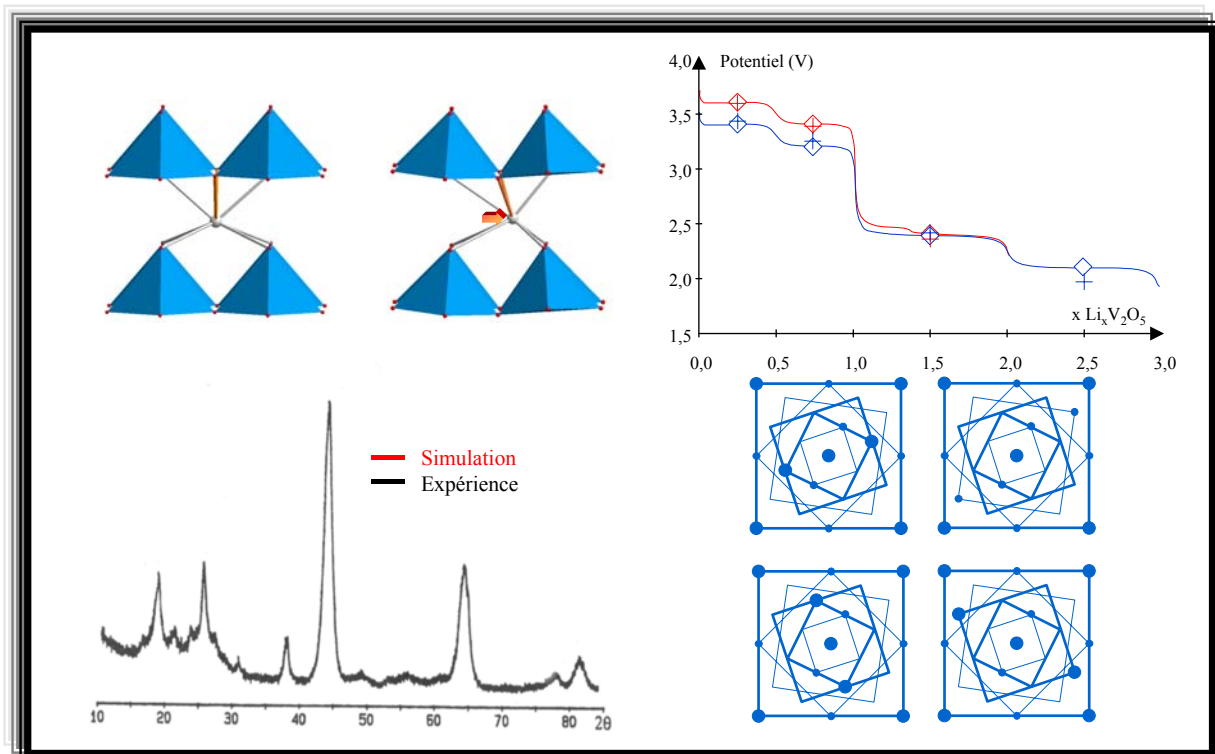 4,0
Potentiel (V)
3,5
3,0
2,5
2,0
1,5
x LiₓV₂O₅
0,0 0,5 1,0 1,5 2,0 2,5 3,0
Simulation
Expérience
10 20 30 40 50 60 70 80 2θ